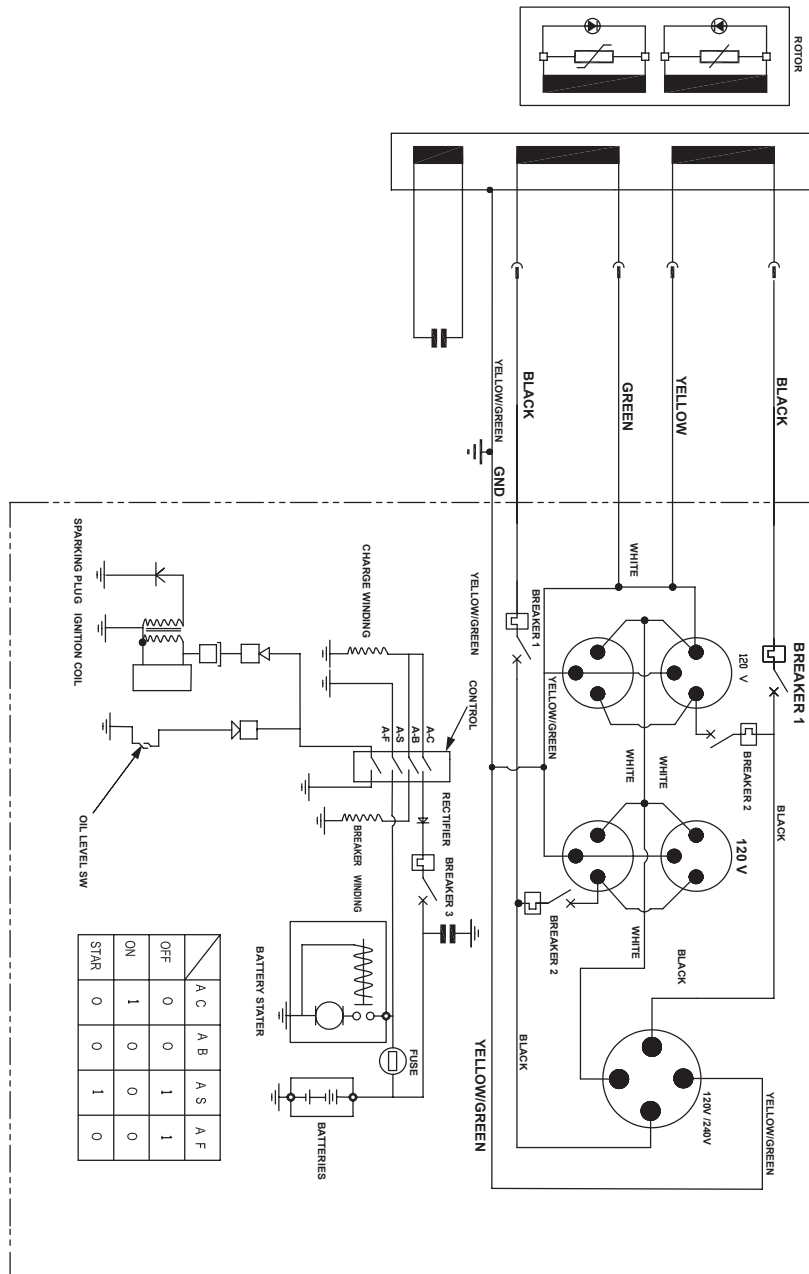 ROTOR
BREAKER 1
BLACK
BLACK
YELLOW/GREEN
BREAKER 2
120 V
120 V
120V /240V
YELLOW
BLACK
WHITE
WHITE
WHITE
WHITE
GREEN
YELLOW/GREEN
BREAKER 2
BREAKER 1
BLACK
BLACK
YELLOW/GREEN
GND
YELLOW/GREEN
YELLOW/GREEN
CONTROL
RECTIFIER
BREAKER 3
A-C
A-B
A-S
A-F
FUSE
CHARGE WINDING
BREAKER WINDING
BATTERIES
BATTERY STATER
A C A B A S A F
OFF 0 0 1 1
ON 1 0 0 0
STAR 0 0 1 0
OIL LEVEL SW
SPARKING PLUG IGNITION COIL